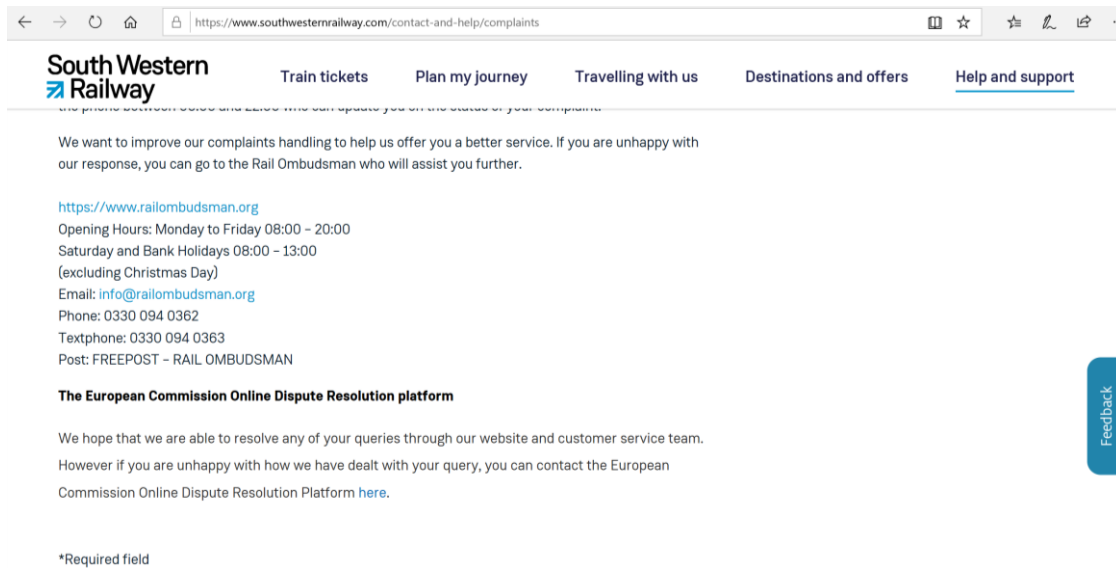 https://www.southwesternrailway.com/contact-and-help/complaints
South Western
Railway
Train tickets
Plan my journey
Travelling with us
Destinations and offers
Help and support
We want to improve our complaints handling to help us offer you a better service. If you are unhappy with
our response, you can go to the Rail Ombudsman who will assist you further.
https://www.railombudsman.org
Opening Hours: Monday to Friday 08:00 – 20:00
Saturday and Bank Holidays 08:00 – 13:00
(excluding Christmas Day)
Email: info@railombudsman.org
Phone: 0330 094 0362
Textphone: 0330 094 0363
Post: FREEPOST – RAIL OMBUDSMAN
The European Commission Online Dispute Resolution platform
We hope that we are able to resolve any of your queries through our website and customer service team.
However if you are unhappy with how we have dealt with your query, you can contact the European
Commission Online Dispute Resolution Platform here.
*Required field
Feedback